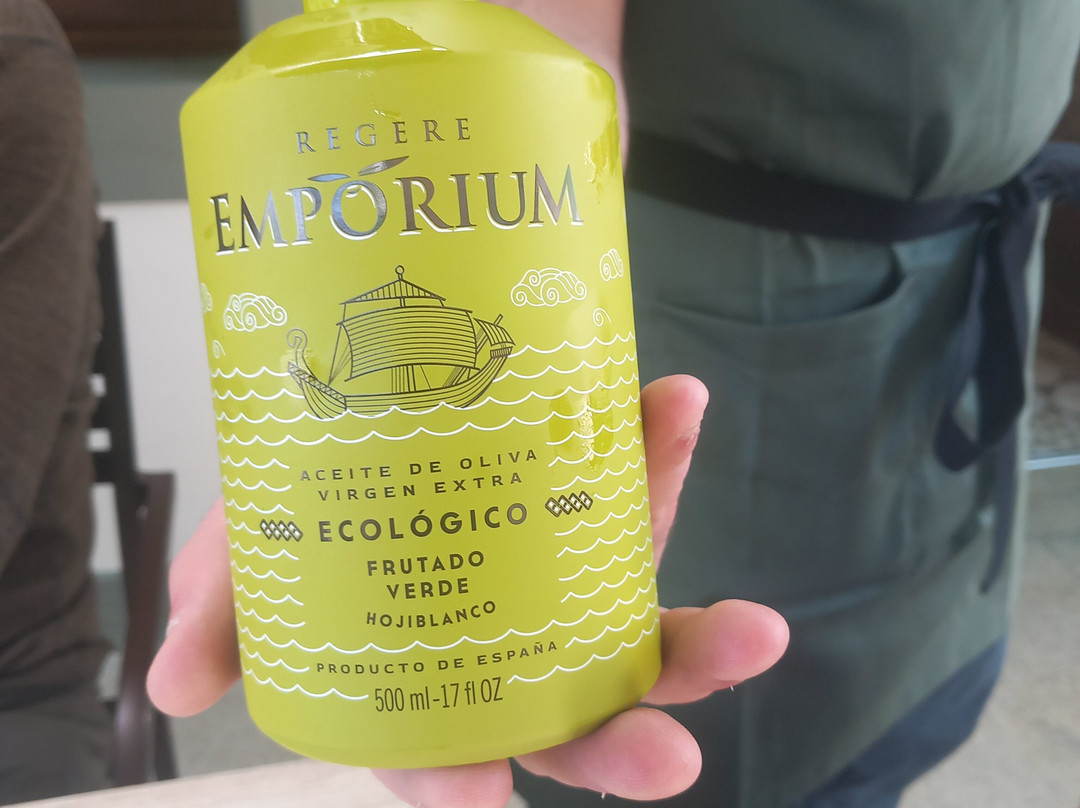 REGERE
EMPORIUM
ACEITE DE OLIVA
VIRGEN EXTRA
ECOLÓGICO
FRUTADO
VERDE
HOJIBLANCO
PRODUCTO DE ESPAÑA
500 ml-17 fl OZ